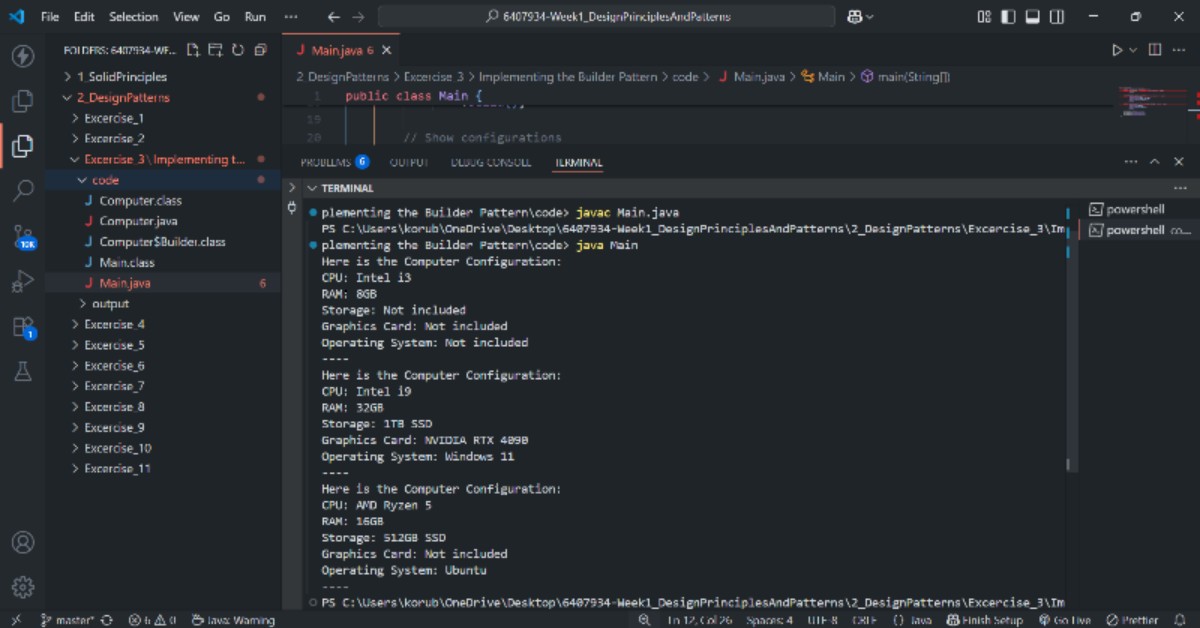 File Edit Selection View Go Run ··· 6407934-Week1_DesignPrinciplesAndPatterns
FOLDERS: 6407934-WE...
1_SolidPrinciples
2_DesignPatterns
Excercise_1
Excercise_2
Excercise_3\Implementing t...
code
Computer.class
Computer.java
Computer$Builder.class
Main.class
Main.java 6
output
Excercise_4
Excercise_5
Excercise_6
Excercise_7
Excercise_8
Excercise_9
Excercise_10
Excercise_11
10K
1
Main.java 6
2_DesignPatterns > Excercise_3 > Implementing the Builder Pattern > code > Main.java > Main > main(String[])
1 public class Main {
19
20 // Show configurations
PROBLEMS 6 OUTPUT DEBUG CONSOLE TERMINAL
TERMINAL
plementing the Builder Pattern\code> javac Main.java
PS C:\Users\korub\OneDrive\Desktop\6407934-Week1_DesignPrinciplesAndPatterns\2_DesignPatterns\Excercise_3\Im
plementing the Builder Pattern\code> java Main
Here is the Computer Configuration:
CPU: Intel i3
RAM: 8GB
Storage: Not included
Graphics Card: Not included
Operating System: Not included
----
Here is the Computer Configuration:
CPU: Intel i9
RAM: 32GB
Storage: 1TB SSD
Graphics Card: NVIDIA RTX 4090
Operating System: Windows 11
----
Here is the Computer Configuration:
CPU: AMD Ryzen 5
RAM: 16GB
Storage: 512GB SSD
Graphics Card: Not included
Operating System: Ubuntu
----
PS C:\Users\korub\OneDrive\Desktop\6407934-Week1_DesignPrinciplesAndPatterns\2_DesignPatterns\Excercise_3\Im
powershell
powershell co...
master* 6 0 Java: Warning Ln 12, Col 26 Spaces: 4 UTF-8 CRLF {} Java Finish Setup Go Live Prettier